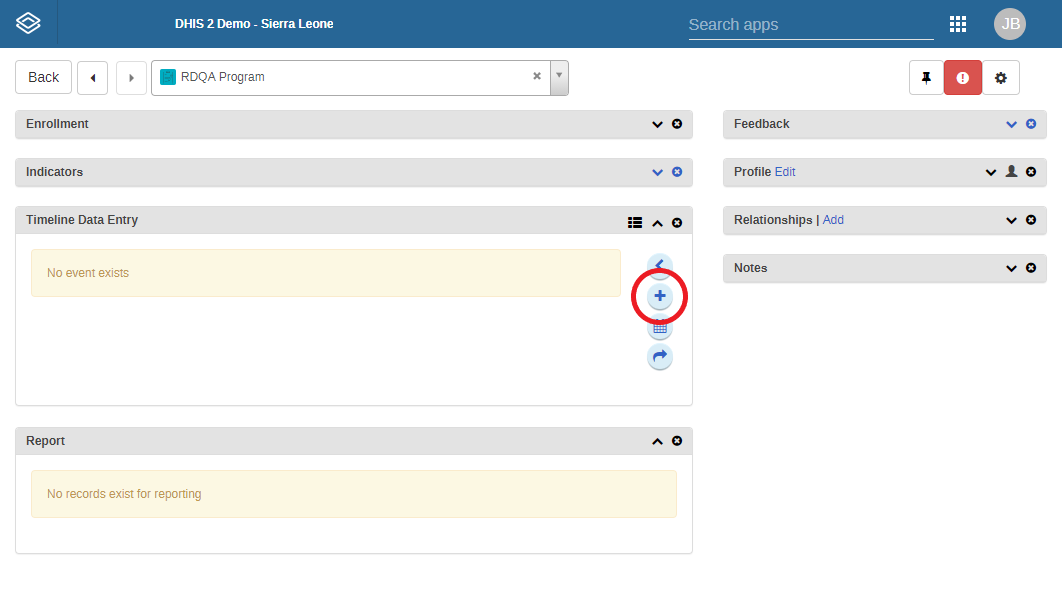 DHIS 2 Demo - Sierra Leone
Search apps
JB
Back
RDQA Program
Enrollment
Feedback
Indicators
Profile Edit
Timeline Data Entry
Relationships | Add
No event exists
Notes
Report
No records exist for reporting